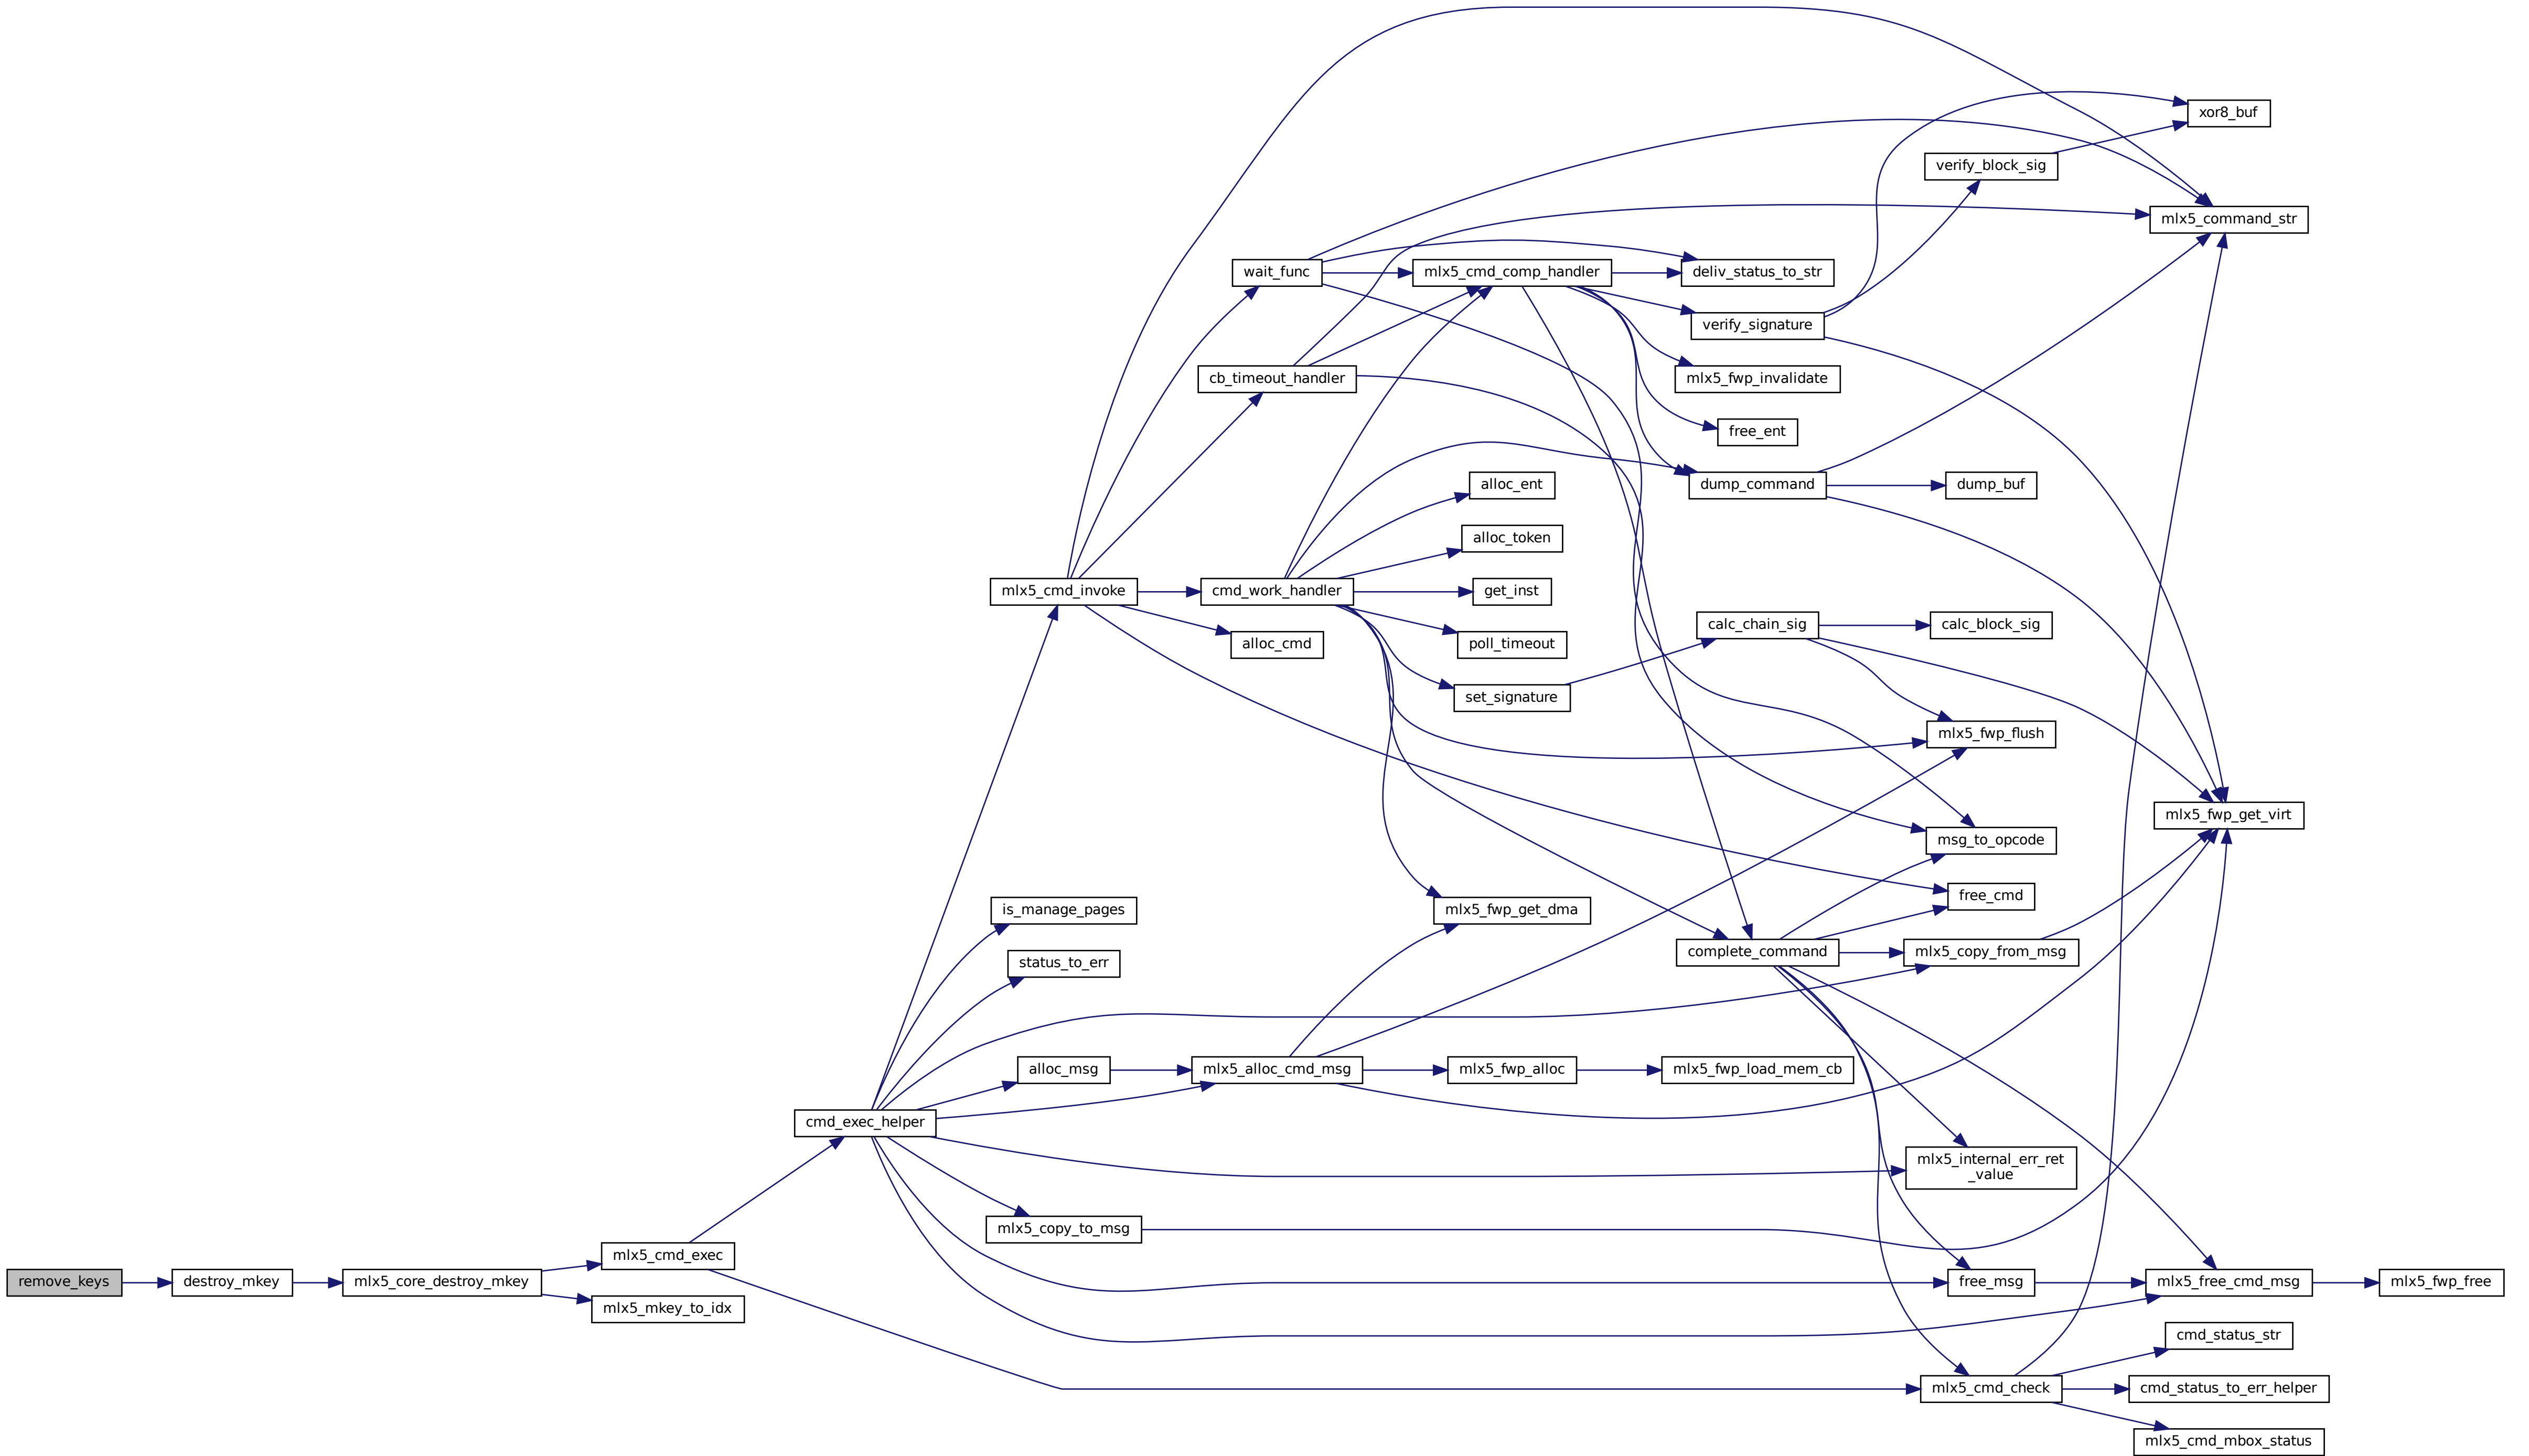 remove_keys
destroy_mkey
mlx5_core_destroy_mkey
mlx5_cmd_exec
mlx5_mkey_to_idx
cmd_exec_helper
mlx5_cmd_invoke
is_manage_pages
status_to_err
alloc_msg
mlx5_copy_to_msg
wait_func
cb_timeout_handler
cmd_work_handler
alloc_cmd
mlx5_alloc_cmd_msg
mlx5_cmd_comp_handler
alloc_ent
alloc_token
get_inst
poll_timeout
set_signature
mlx5_fwp_get_dma
mlx5_fwp_alloc
deliv_status_to_str
verify_signature
mlx5_fwp_invalidate
free_ent
dump_command
calc_chain_sig
complete_command
mlx5_fwp_load_mem_cb
verify_block_sig
dump_buf
calc_block_sig
mlx5_fwp_flush
msg_to_opcode
free_cmd
mlx5_copy_from_msg
mlx5_internal_err_ret
_value
free_msg
mlx5_cmd_check
xor8_buf
mlx5_command_str
mlx5_fwp_get_virt
mlx5_free_cmd_msg
cmd_status_str
cmd_status_to_err_helper
mlx5_cmd_mbox_status
mlx5_fwp_free